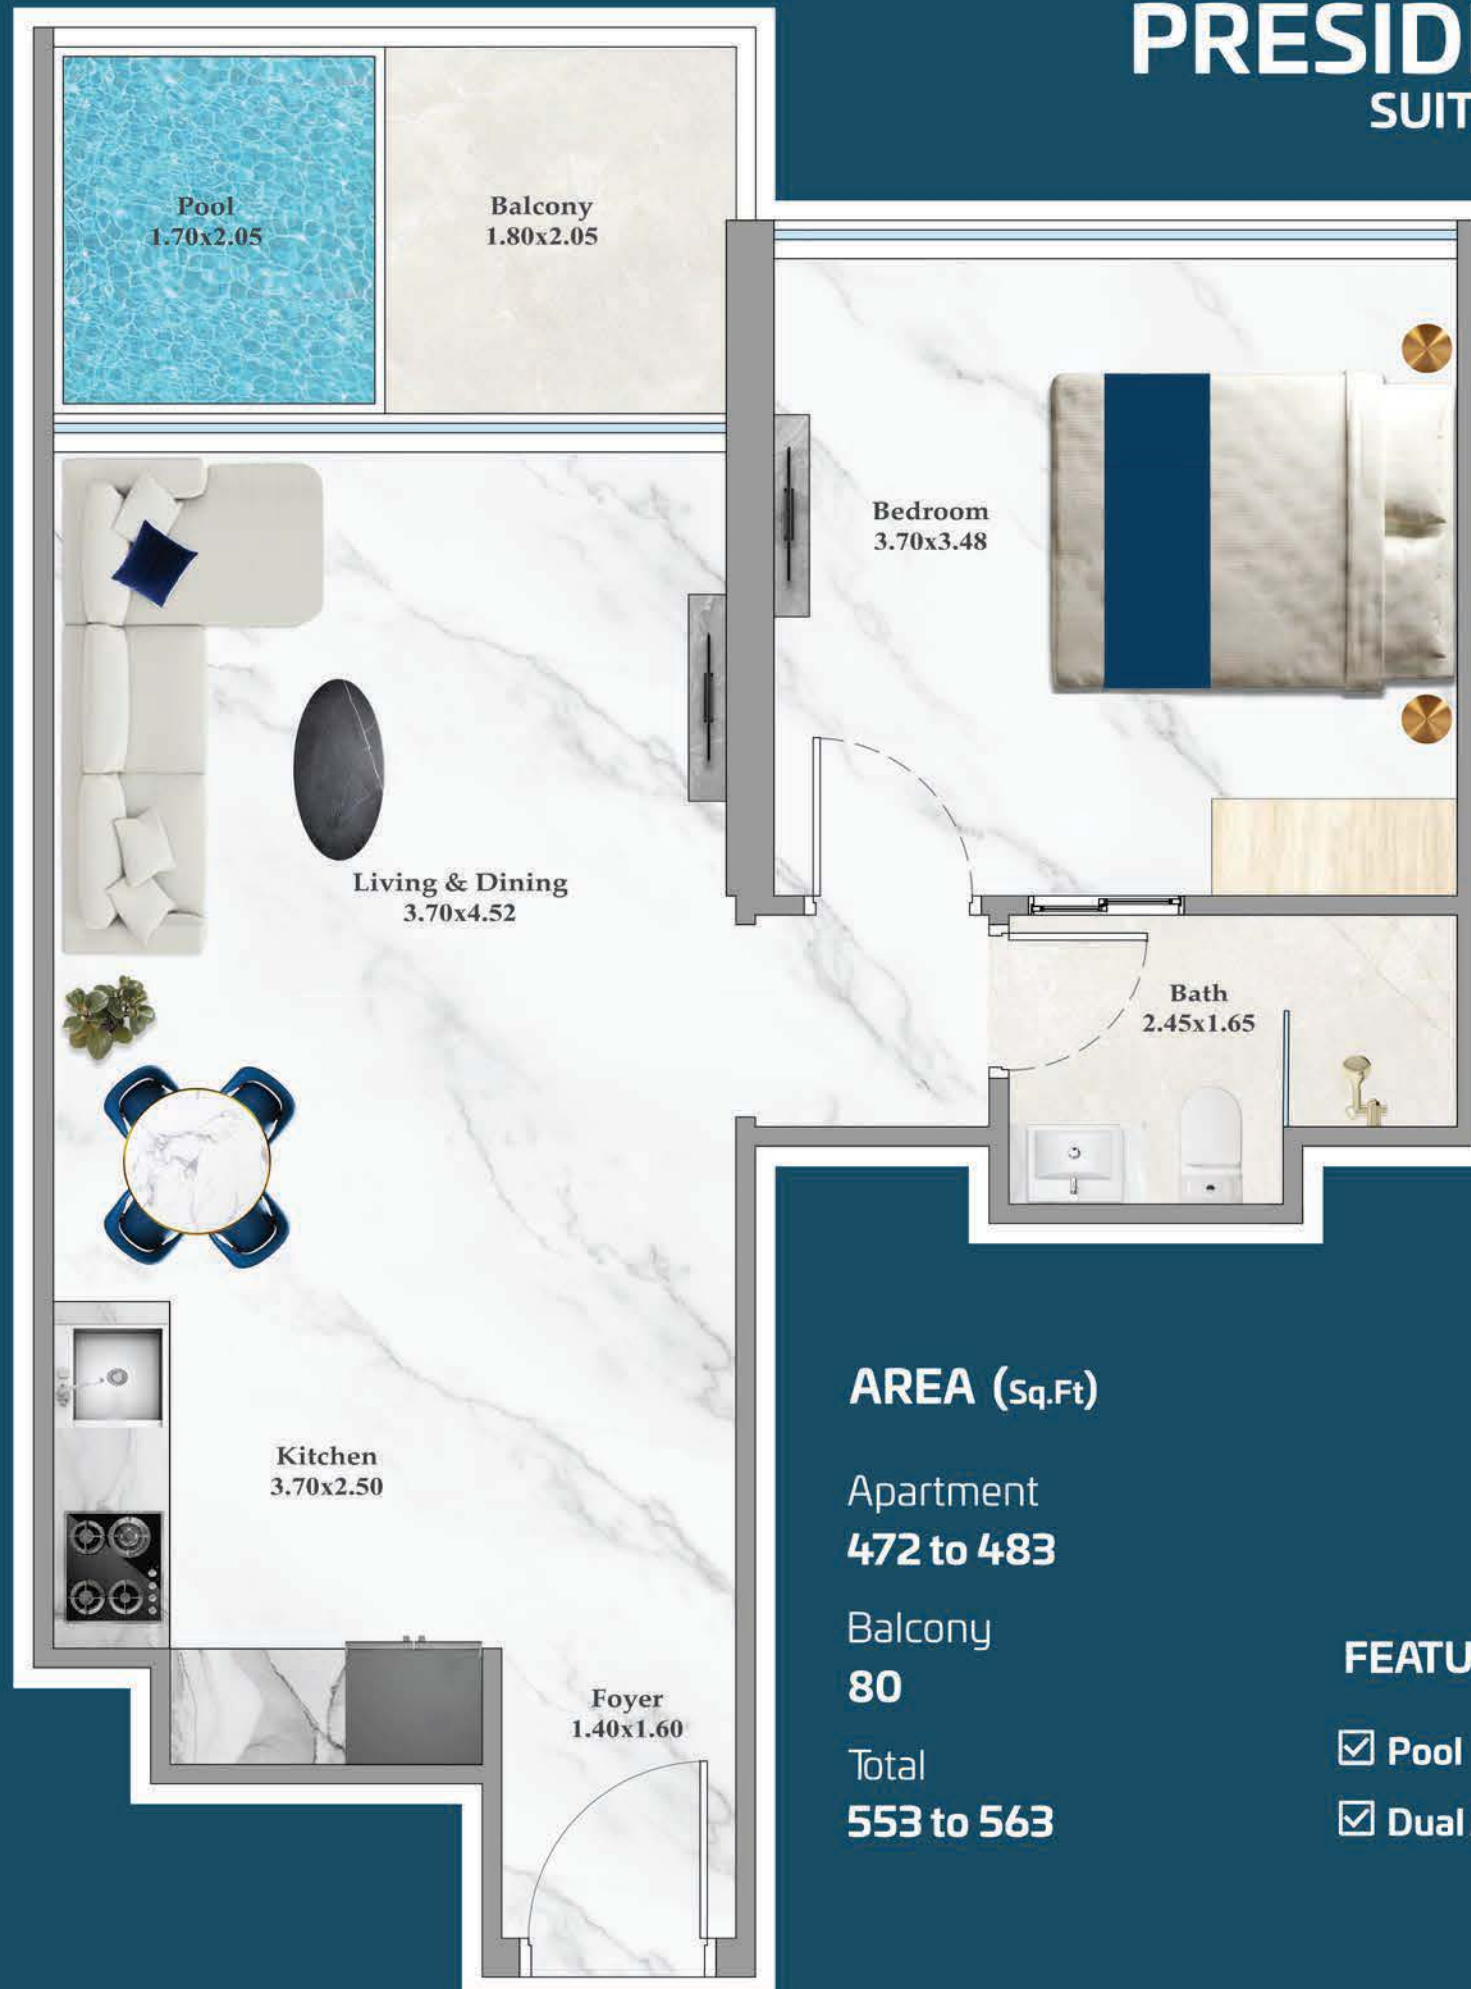 PRESID
SUIT
Pool
1.70x2.05
Balcony
1.80x2.05
Bedroom
3.70x3.48
Living & Dining
3.70x4.52
Bath
2.45x1.65
Kitchen
3.70x2.50
Foyer
1.40x1.60
AREA (Sq.Ft)
Apartment
472 to 483
Balcony
80
Total
553 to 563
FEATU
Pool
Dual